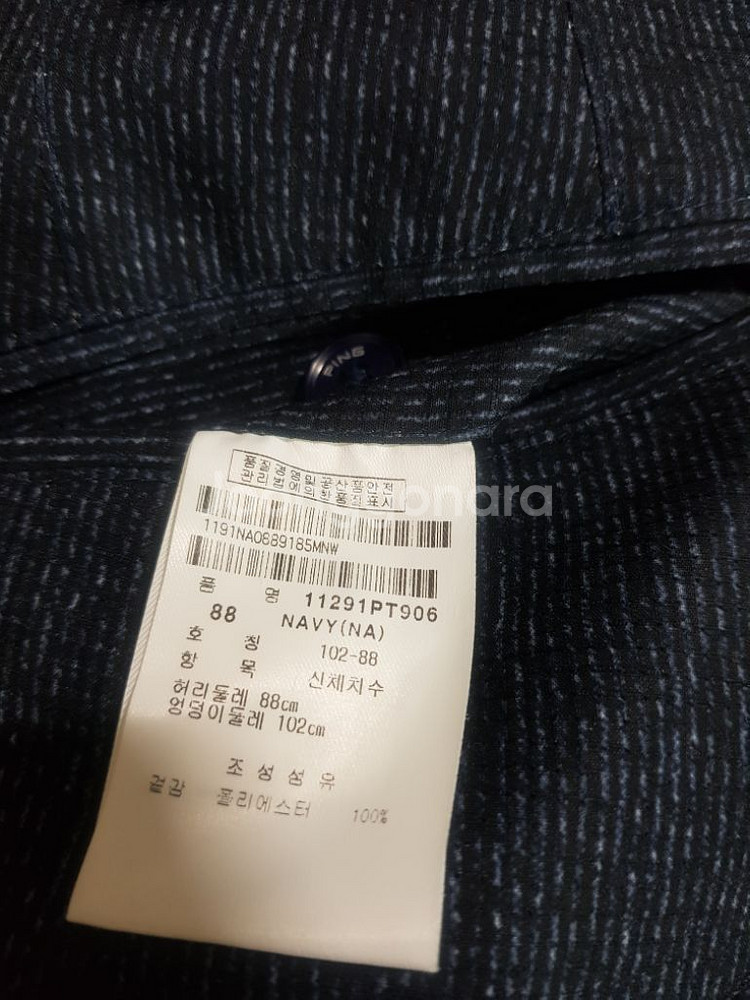 PING
품질경영및공산품안전
관리법에의한품질표시
1191NA0689185MNW
품 명 11291PT906
88 NAVY(NA)
호 칭 102-88
항 목 신체치수
허리둘레 88cm
엉덩이둘레 102cm
조성섬유
겉감 폴리에스터 100%